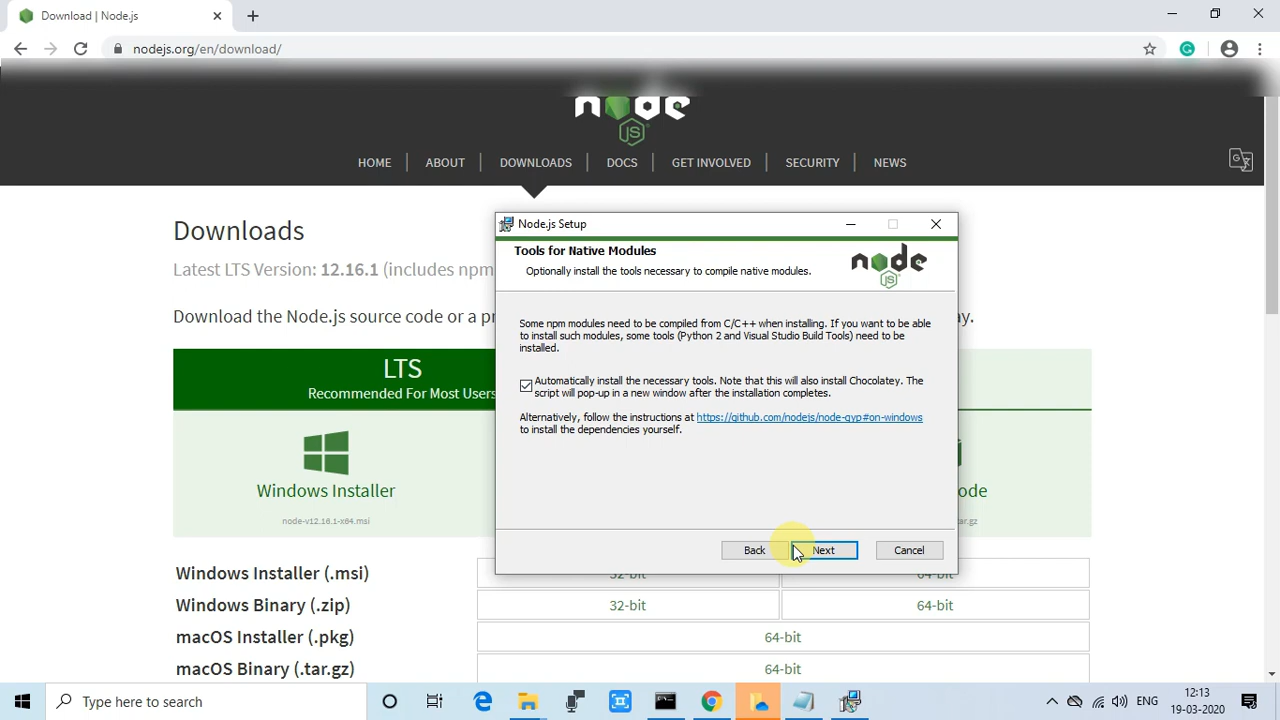 Download | Node.js
nodejs.org/en/download/
node
JS
HOME
ABOUT
DOWNLOADS
DOCS
GET INVOLVED
SECURITY
NEWS
Downloads
Latest LTS Version: 12.16.1 (includes npm
Download the Node.js source code or a pr
ay.
LTS
Recommended For Most Users
Windows Installer
node-v12.16.1-x64.msi
ode
tar.gz
Node.js Setup
Tools for Native Modules
Optionally install the tools necessary to compile native modules.
node
JS
Some npm modules need to be compiled from C/C++ when installing. If you want to be able
to install such modules, some tools (Python 2 and Visual Studio Build Tools) need to be
installed.
Automatically install the necessary tools. Note that this will also install Chocolatey. The
script will pop-up in a new window after the installation completes.
Alternatively, follow the instructions at https://github.com/nodejs/node-gyp#on-windows
to install the dependencies yourself.
Back
Next
Cancel
Windows Installer (.msi)
32-bit
64-bit
Windows Binary (.zip)
32-bit
64-bit
macOS Installer (.pkg)
64-bit
macOS Binary (.tar.gz)
64-bit
Type here to search
ENG
12:13
19-03-2020